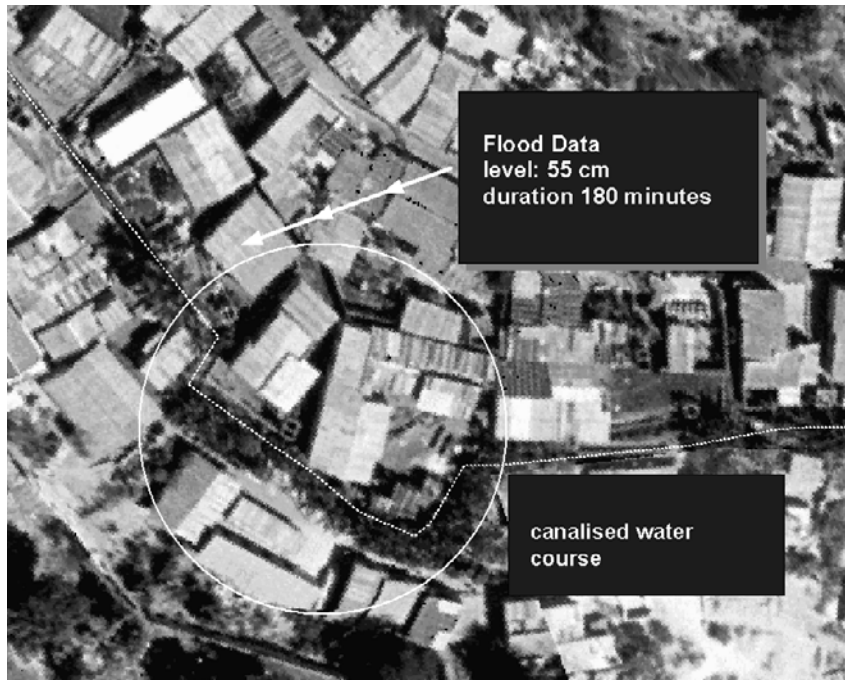 Flood Data
level: 55 cm
duration 180 minutes
canalised water
course